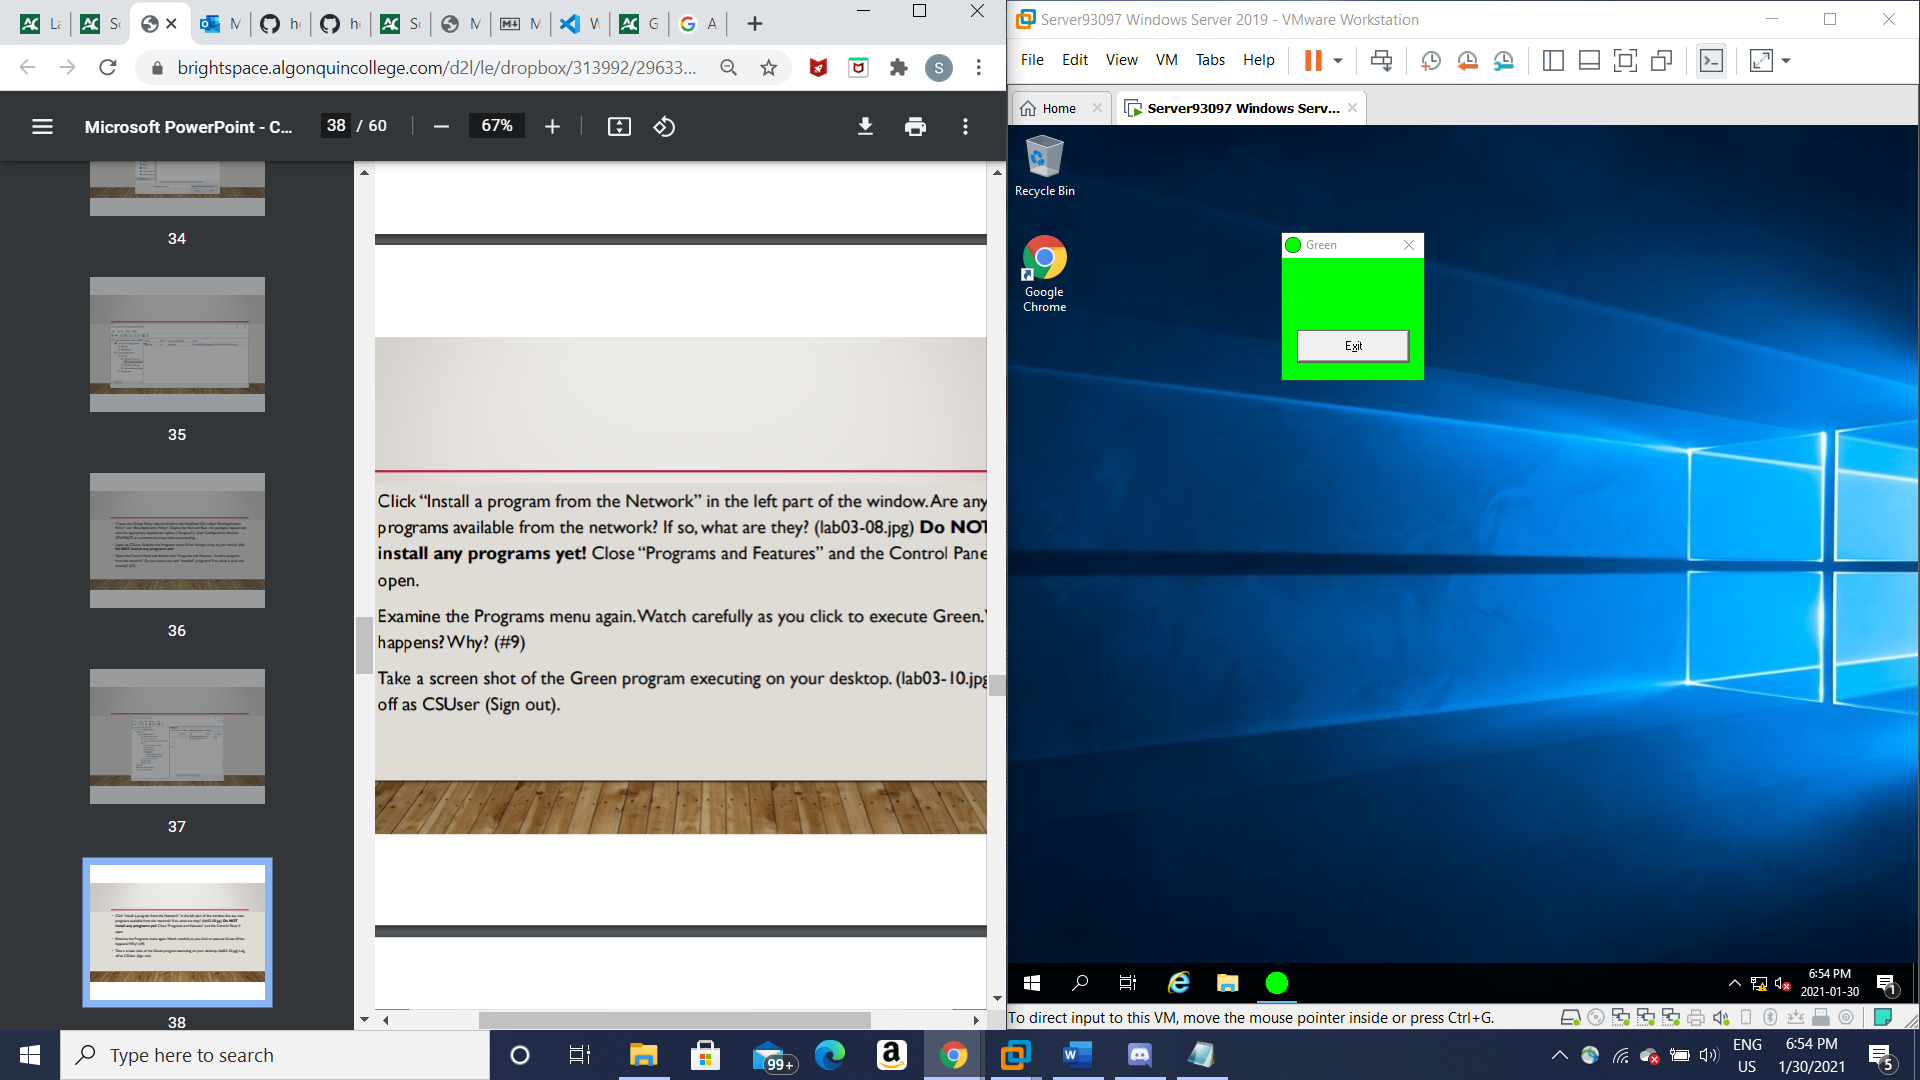 La
Sc
M
he
he
Sc
M
M
W
G
A
brightspace.algonquincollege.com/d2l/le/dropbox/313992/29633...
S
Microsoft PowerPoint - C...
38 / 60
67%
34
35
36
37
38
Click “Install a program from the Network” in the left part of the window. Are any
programs available from the network? If so, what are they? (lab03-08.jpg) Do NOT
install any programs yet! Close “Programs and Features” and the Control Pane
open.
Examine the Programs menu again. Watch carefully as you click to execute Green.
happens? Why? (#9)
Take a screen shot of the Green program executing on your desktop. (lab03-10.jpg
off as CSUser (Sign out).
Server93097 Windows Server 2019 - VMware Workstation
File Edit View VM Tabs Help
Home
Server93097 Windows Serv...
Recycle Bin
Google
Chrome
Green
Exit
6:54 PM
2021-01-30
1
To direct input to this VM, move the mouse pointer inside or press Ctrl+G.
Type here to search
99+
a
W
ENG
US
6:54 PM
1/30/2021
5